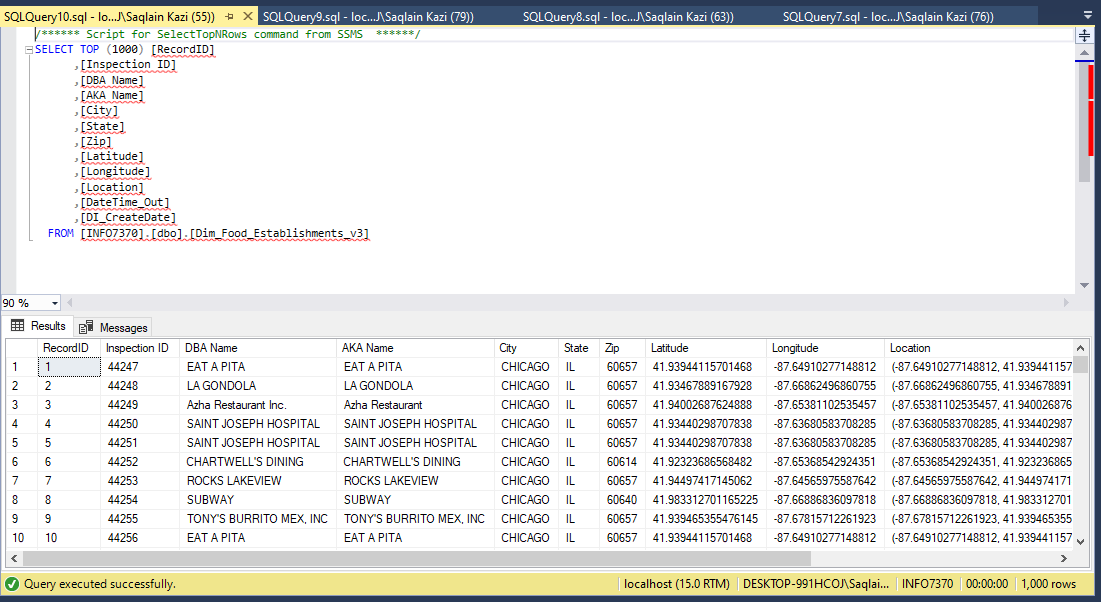 SQLQuery10.sql - loc...J\Saqlain Kazi (55)) SQLQuery9.sql - loc...J\Saqlain Kazi (79)) SQLQuery8.sql - loc...J\Saqlain Kazi (63)) SQLQuery7.sql - loc...J\Saqlain Kazi (76))
/****** Script for SelectTopNRows command from SSMS ******/
SELECT TOP (1000) [RecordID]
,[Inspection ID]
,[DBA Name]
,[AKA Name]
,[City]
,[State]
,[Zip]
,[Latitude]
,[Longitude]
,[Location]
,[DateTime_Out]
,[DI_CreateDate]
FROM [INFO7370].[dbo].[Dim_Food_Establishments_v3]
90 %
Results Messages
RecordID Inspection ID DBA Name AKA Name City State Zip Latitude Longitude Location
1 1 44247 EAT A PITA EAT A PITA CHICAGO IL 60657 41.93944115701468 -87.64910277148812 (-87.64910277148812, 41.939441157
2 2 44248 LA GONDOLA LA GONDOLA CHICAGO IL 60657 41.93467889167928 -87.66862496860755 (-87.66862496860755, 41.934678891
3 3 44249 Azha Restaurant Inc. Azha Restaurant CHICAGO IL 60657 41.94002687624888 -87.65381102535457 (-87.65381102535457, 41.940026876
4 4 44250 SAINT JOSEPH HOSPITAL SAINT JOSEPH HOSPITAL CHICAGO IL 60657 41.93440298707838 -87.63680583708285 (-87.63680583708285, 41.934402987
5 5 44251 SAINT JOSEPH HOSPITAL SAINT JOSEPH HOSPITAL CHICAGO IL 60657 41.93440298707838 -87.63680583708285 (-87.63680583708285, 41.934402987
6 6 44252 CHARTWELL'S DINING CHARTWELL'S DINING CHICAGO IL 60614 41.92323686568482 -87.65368542924351 (-87.65368542924351, 41.923236865
7 7 44253 ROCKS LAKEVIEW ROCKS LAKEVIEW CHICAGO IL 60657 41.94497417145062 -87.64565975587642 (-87.64565975587642, 41.944974171
8 8 44254 SUBWAY SUBWAY CHICAGO IL 60640 41.983312701165225 -87.66886836097818 (-87.66886836097818, 41.983312701
9 9 44255 TONY'S BURRITO MEX, INC TONY'S BURRITO MEX, INC CHICAGO IL 60657 41.939465355476145 -87.67815712261923 (-87.67815712261923, 41.939465355
10 10 44256 EAT A PITA EAT A PITA CHICAGO IL 60657 41.93944115701468 -87.64910277148812 (-87.64910277148812, 41.939441157
Query executed successfully. localhost (15.0 RTM) DESKTOP-991HCOJ\Saqlai... INFO7370 00:00:00 1,000 rows